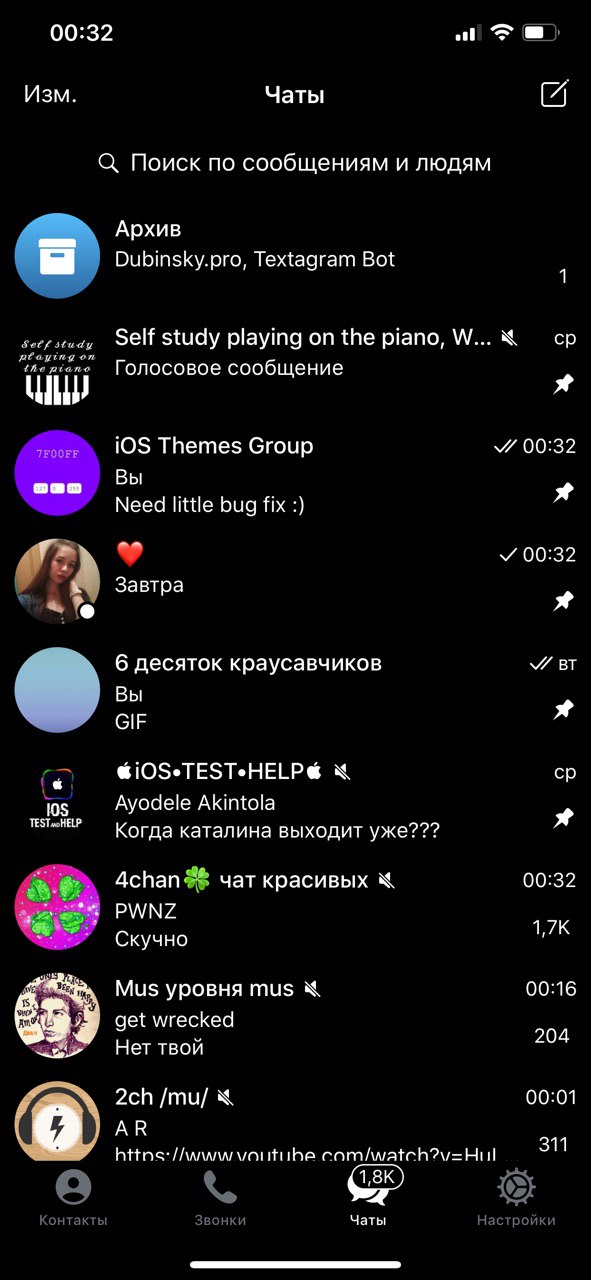 00:32
Изм.
Чаты
Поиск по сообщениям и людям
Архив
Dubinsky.pro, Textagram Bot
1
Self study
playing on
the piano
Self study playing on the piano, W...
ср
Голосовое сообщение
7F00FF
127 0 255
iOS Themes Group
00:32
Вы
Need little bug fix :)
❤️
00:32
Завтра
6 десяток краусавчиков
вт
Вы
GIF
IOS
TEST AND HELP
iOS•TEST•HELP
ср
Ayodele Akintola
Когда каталина выходит уже???
4chan🍀 чат красивых
00:32
PWNZ
1,7K
Скучно
Mus уровня mus
00:16
get wrecked
204
Нет твой
2ch /mu/
00:01
A R
311
https://www.youtube.com/watch?v=Hul...
1,8K
Контакты
Звонки
Чаты
Настройки